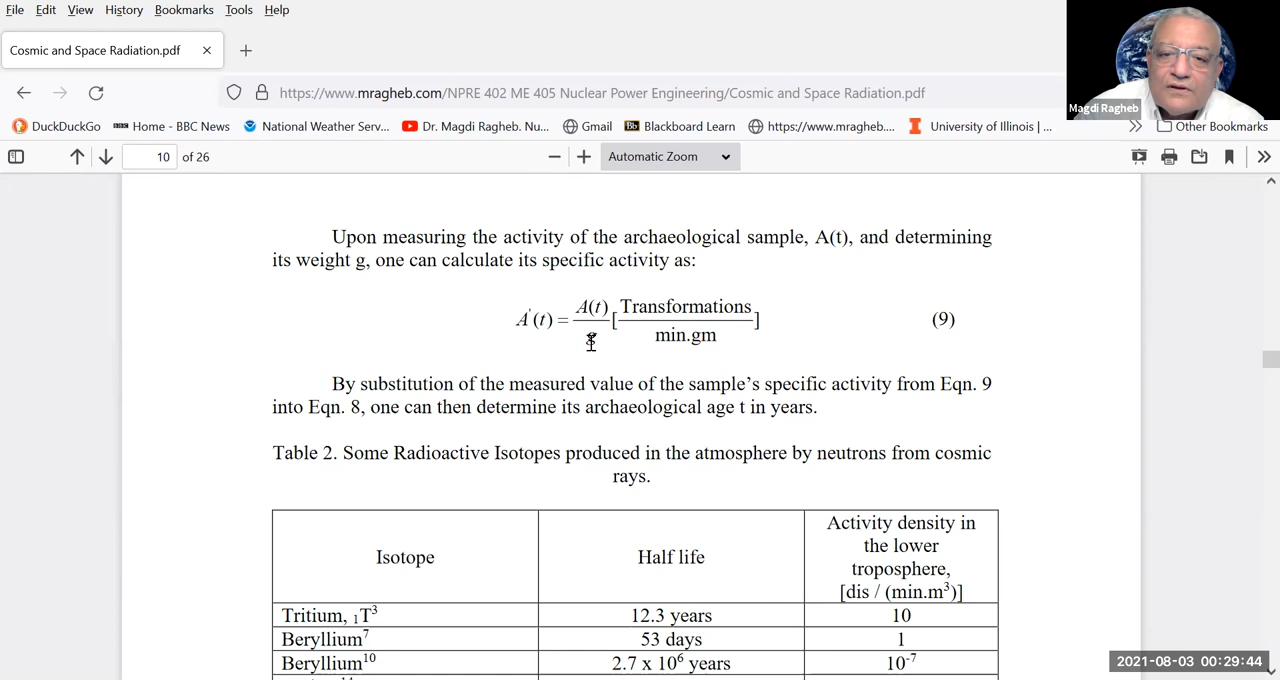 File Edit View History Bookmarks Tools Help
Cosmic and Space Radiation.pdf
https://www.mragheb.com/NPRE 402 ME 405 Nuclear Power Engineering/Cosmic and Space Radiation.pdf
Magdi Ragheb
DuckDuckGo BBC Home - BBC News National Weather Serv... Dr. Magdi Ragheb. Nu... Gmail Bb Blackboard Learn https://www.mragheb.... I University of Illinois | ... Other Bookmarks
10 of 26 Automatic Zoom
Upon measuring the activity of the archaeological sample, A(t), and determining
its weight g, one can calculate its specific activity as:
A'(t) = A(t)/g [Transformations/min.gm] (9)
By substitution of the measured value of the sample's specific activity from Eqn. 9
into Eqn. 8, one can then determine its archaeological age t in years.
Table 2. Some Radioactive Isotopes produced in the atmosphere by neutrons from cosmic
rays.
Isotope Half life Activity density in
the lower
troposphere,
[dis / (min.m³)]
Tritium, ₁T³ 12.3 years 10
Beryllium⁷ 53 days 1
Beryllium¹⁰ 2.7 x 10⁶ years 10⁻⁷
2021-08-03 00:29:44